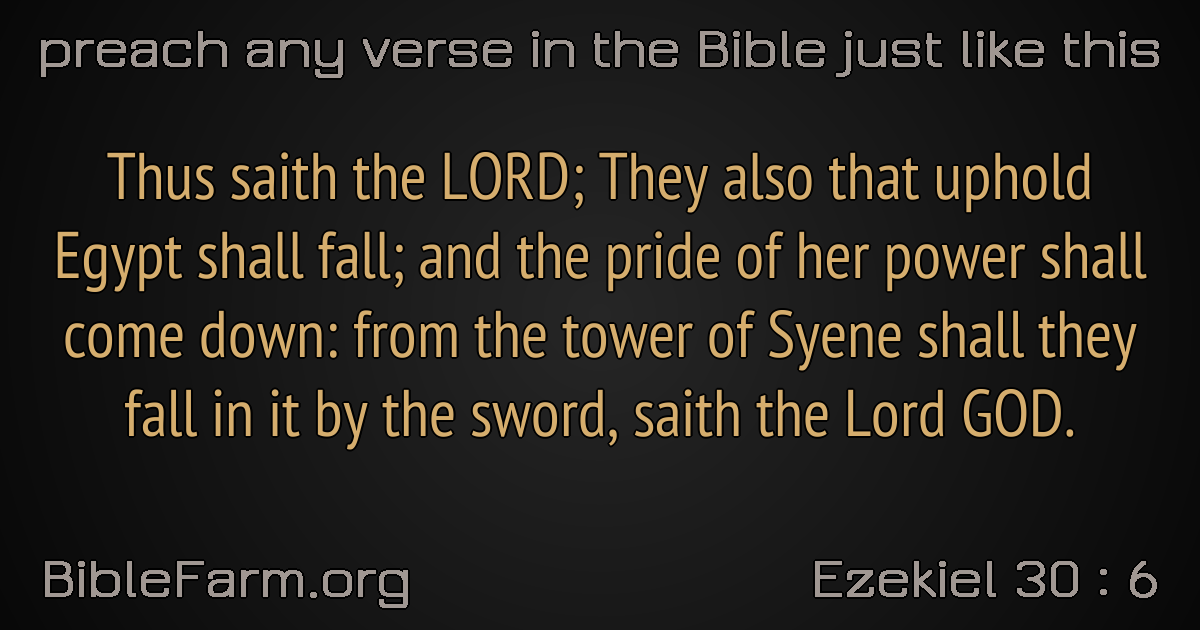 preach any verse in the Bible just like this
Thus saith the LORD; They also that uphold
Egypt shall fall; and the pride of her power shall
come down: from the tower of Syene shall they
fall in it by the sword, saith the Lord GOD.
BibleFarm.org
Ezekiel 30 : 6